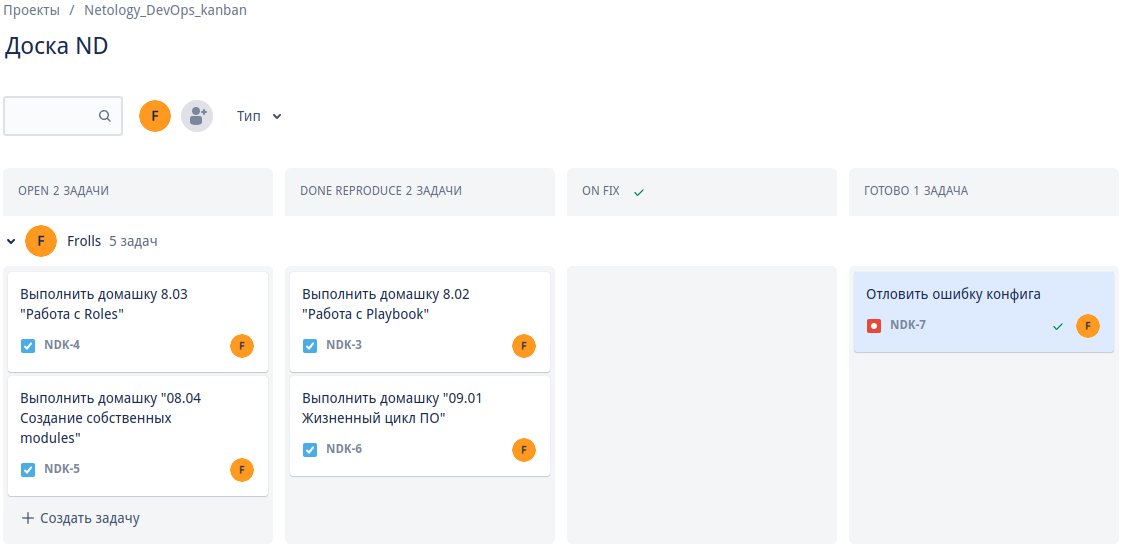 Проекты / Netology_DevOps_kanban
Доска ND
F
Тип
OPEN 2 ЗАДАЧИ
DONE REPRODUCE 2 ЗАДАЧИ
ON FIX
ГОТОВО 1 ЗАДАЧА
F Frolls 5 задач
Выполнить домашку 8.03
"Работа с Roles"
NDK-4 F
Выполнить домашку "08.04
Создание собственных
modules"
NDK-5 F
+ Создать задачу
Выполнить домашку 8.02
"Работа с Playbook"
NDK-3 F
Выполнить домашку "09.01
Жизненный цикл ПО"
NDK-6 F
Отловить ошибку конфига
NDK-7 F